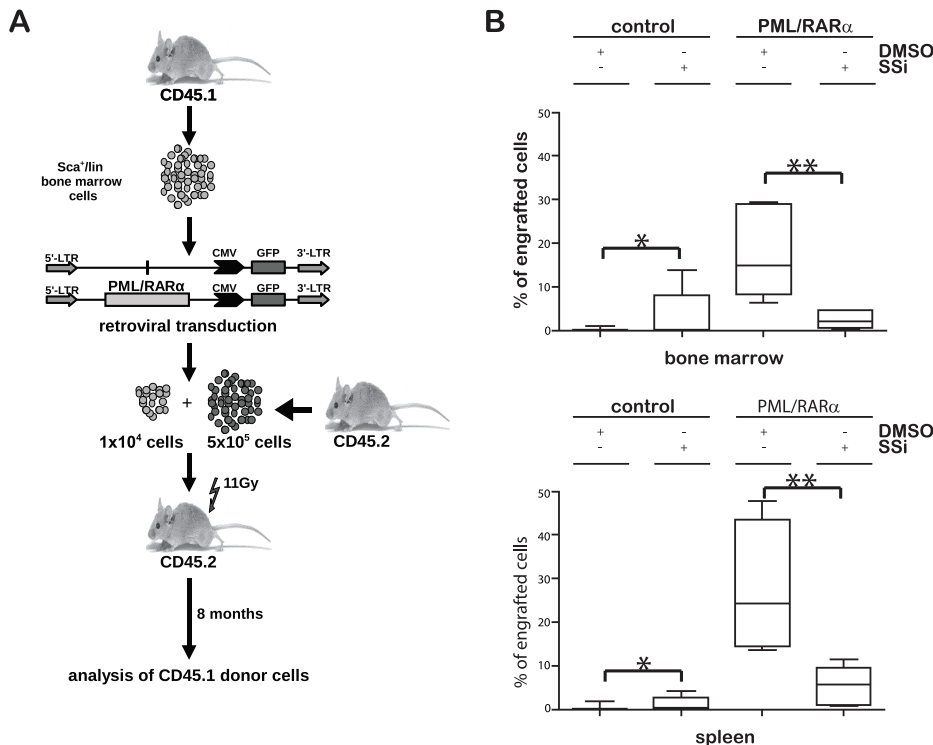 A
CD45.1
Sca+/lin
bone marrow
cells
5'-LTR CMV GFP 3'-LTR
5'-LTR PML/RARα CMV GFP 3'-LTR
retroviral transduction
+
1x10⁴ cells 5x10⁵ cells
CD45.2
11Gy
CD45.2
8 months
analysis of CD45.1 donor cells
B
control PML/RARα
+ - + - DMSO
- + - + SSi
% of engrafted cells
50
40
30
20
10
0
* **
bone marrow
control PML/RARα
+ - + - DMSO
- + - + SSi
% of engrafted cells
50
40
30
20
10
0
* **
spleen